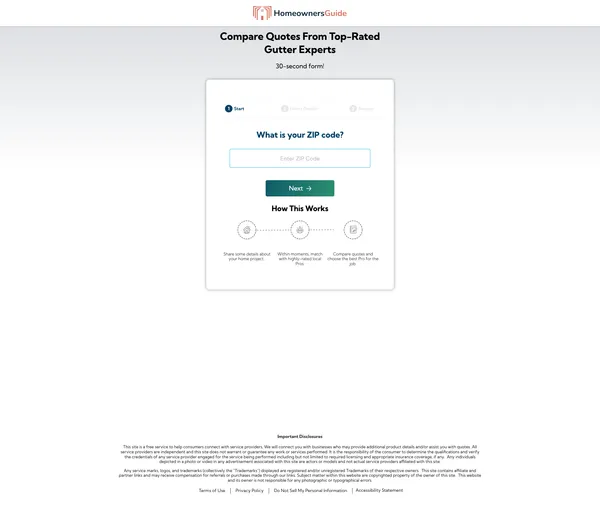 HomeownersGuide
Compare Quotes From Top-Rated
Gutter Experts
30-second form!
1 Start
What is your ZIP code?
Enter ZIP Code
Next →
How This Works
Share some details about
your home project
Within moments, match
with highly-rated local
Pros
Compare quotes and
choose the best Pro for the
job
Important Disclosures
This site is a free service to help consumers connect with service providers. We will connect you with businesses who may provide additional product details and/or assist you with quotes. All
service providers are independent and this site does not warrant or guarantee any work or services performed. It is the responsibility of the consumer to determine the qualifications and verify
the credentials of any service provider engaged for the service being performed including but not limited to required licensing and appropriate insurance coverage, if any. Any individuals
depicted in a photo or video in any advertisement associated with this site are actors or models and not actual service providers affiliated with this site
Any service marks, logos, and trademarks (collectively the "Trademarks") displayed are registered and/or unregistered Trademarks of their respective owners. This site contains affiliate and
partner links and may receive compensation for referrals or purchases made through our links. Subject matter within this website are copyrighted property of the owner of this site. This website
and its owner is not responsible for any photographic or typographical errors.
Terms of Use | Privacy Policy | Do Not Sell My Personal Information | Accessibility Statement